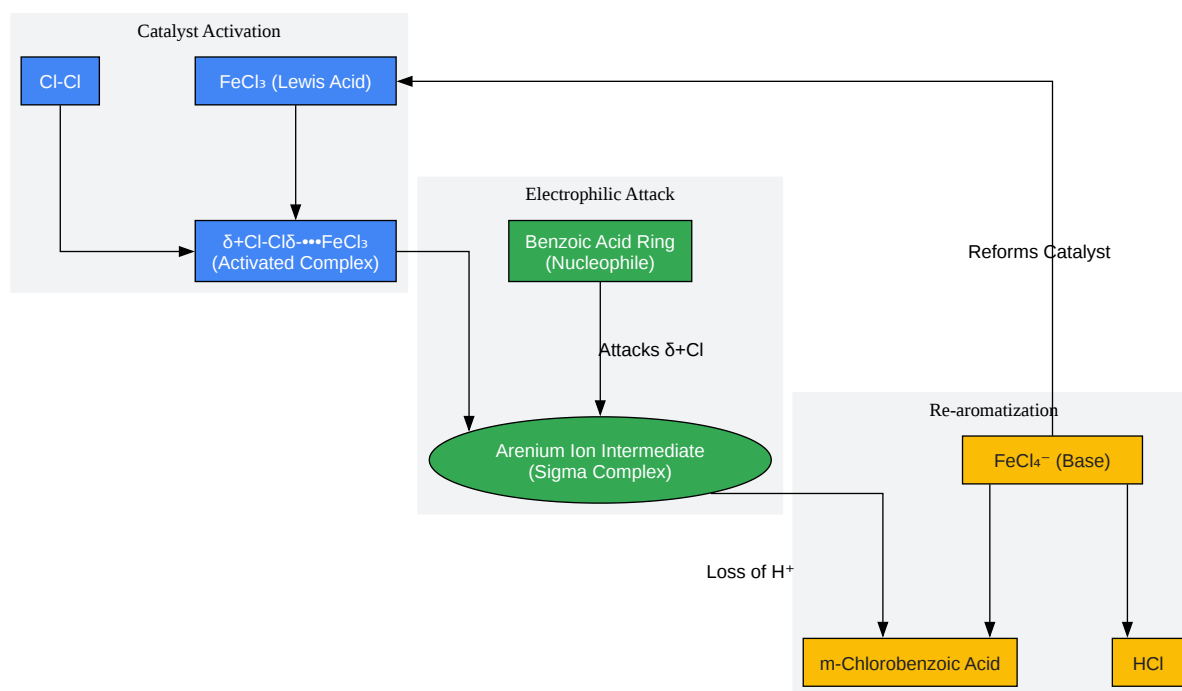 Catalyst Activation
Cl-Cl
FeCl₃ (Lewis Acid)
δ+Cl-Clδ-•••FeCl₃
(Activated Complex)
Electrophilic Attack
Benzoic Acid Ring
(Nucleophile)
Reforms Catalyst
Attacks δ+Cl
Re-aromatization
Arenium Ion Intermediate
(Sigma Complex)
FeCl₄⁻ (Base)
Loss of H⁺
m-Chlorobenzoic Acid
HCl